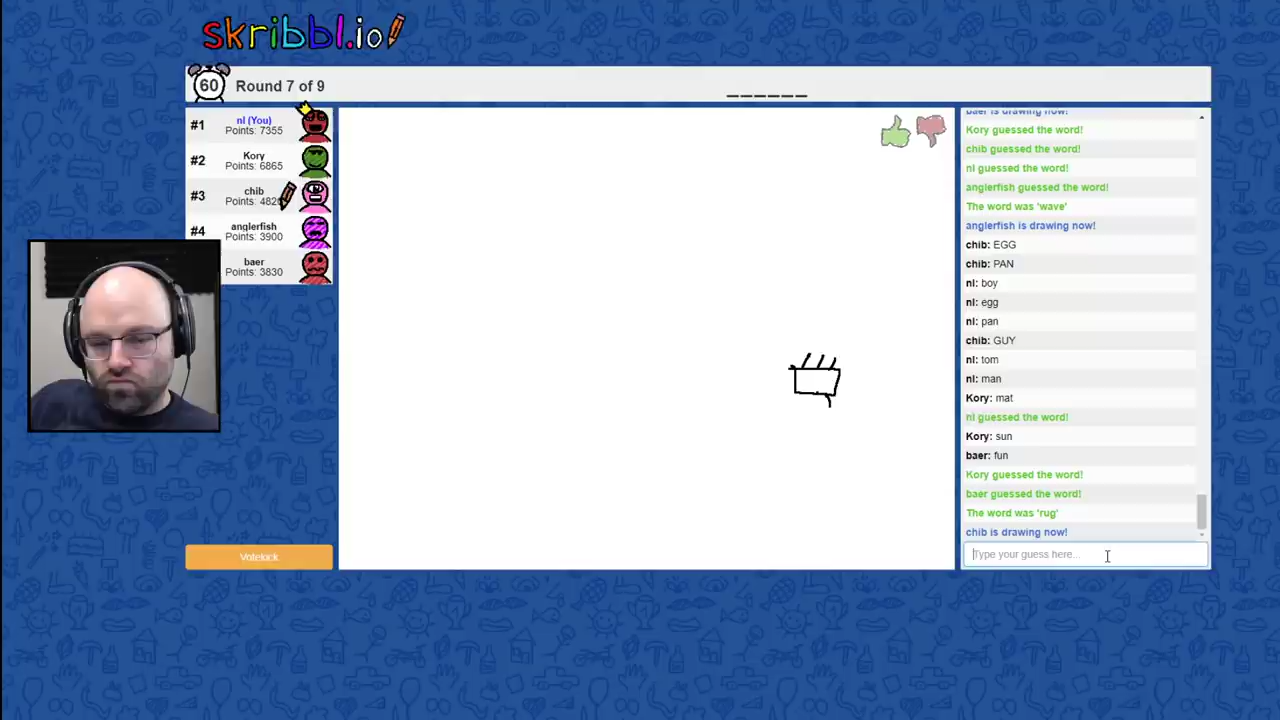 skribbl.io
60
Round 7 of 9
______
#1
nl (You)
Points: 7355
#2
Kory
Points: 6865
#3
chib
#4
anglerfish
Points: 3900
baer
Points: 3830
Votekick
baer is drawing now!
Kory guessed the word!
chib guessed the word!
nl guessed the word!
anglerfish guessed the word!
The word was 'wave'
anglerfish is drawing now!
chib: EGG
chib: PAN
nl: boy
nl: egg
nl: pan
chib: GUY
nl: tom
nl: man
Kory: mat
nl guessed the word!
Kory: sun
baer: fun
Kory guessed the word!
baer guessed the word!
The word was 'rug'
chib is drawing now!
Type your guess here...